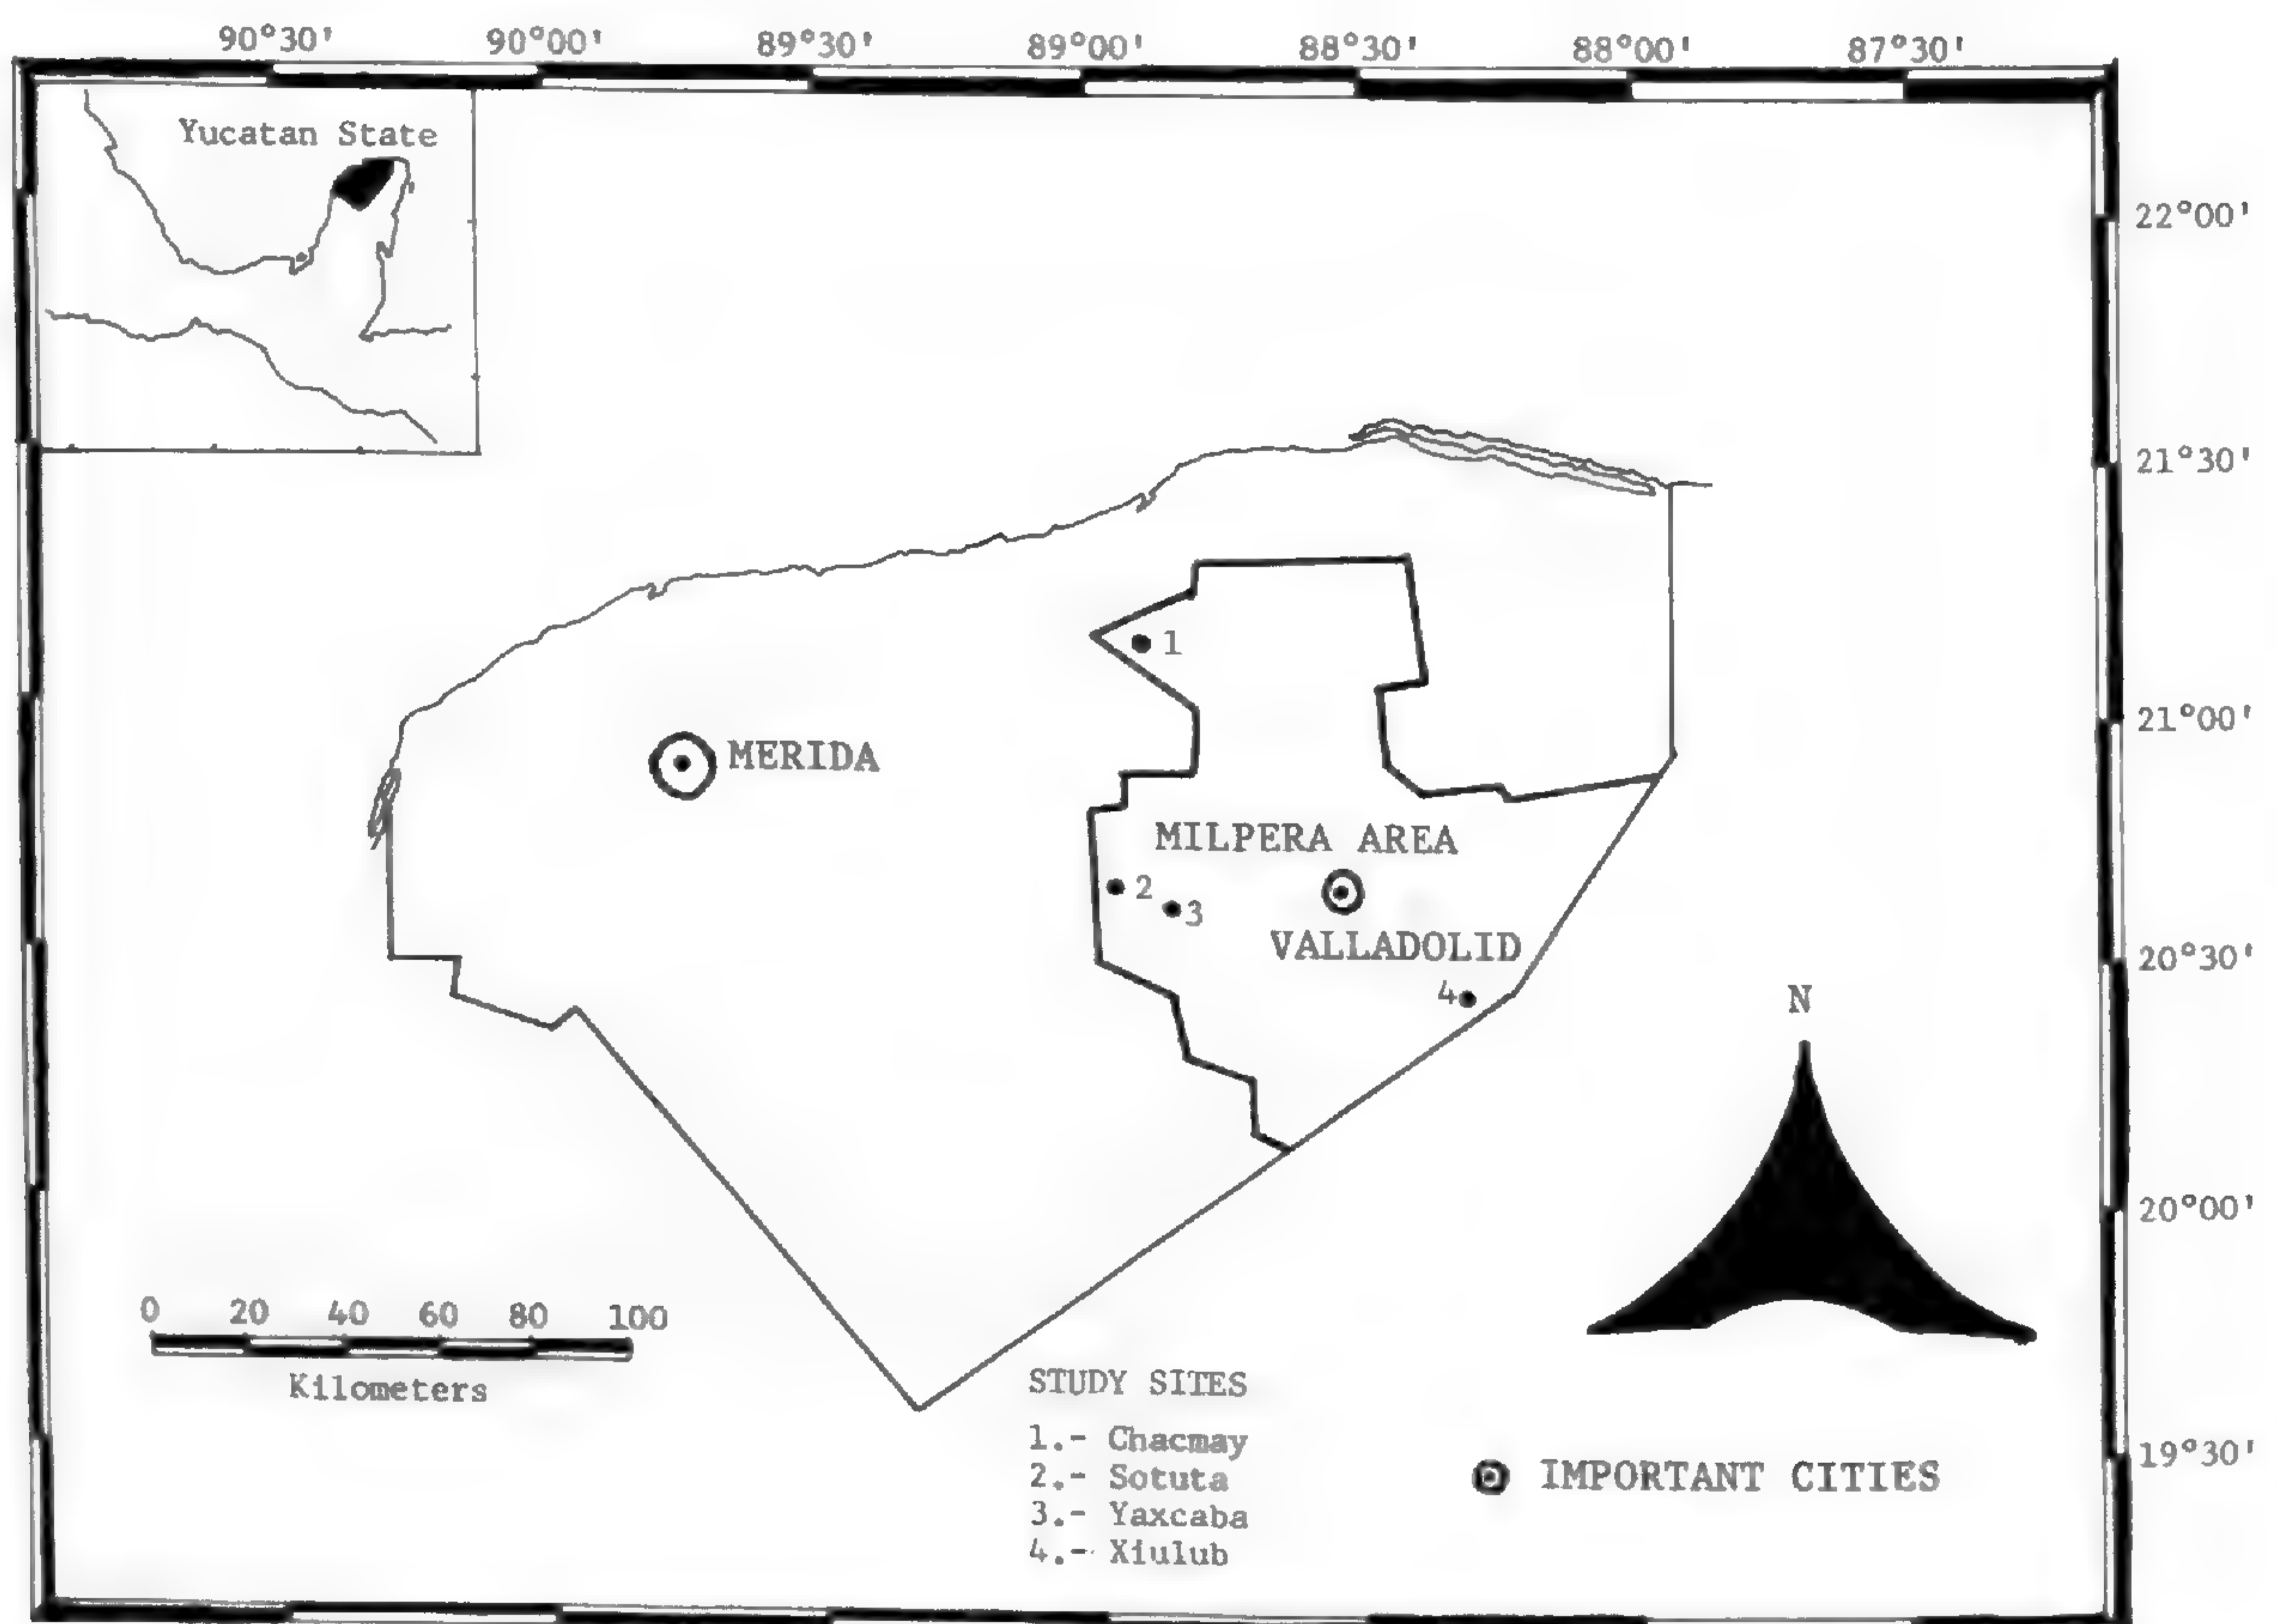 90°30' 90°00' 89°30' 89°00' 88°30' 88°00' 87°30'
Yucatan State
22°00'
21°30'
1
21°00'
MERIDA
MILPERA AREA
2
3
VALLADOLID
20°30'
4
N
20°00'
0 20 40 60 80 100
Kilometers
STUDY SITES
1.- Chacmay
2.- Sotuta
3.- Yaxcaba
4.- Xiulub
19°30'
IMPORTANT CITIES